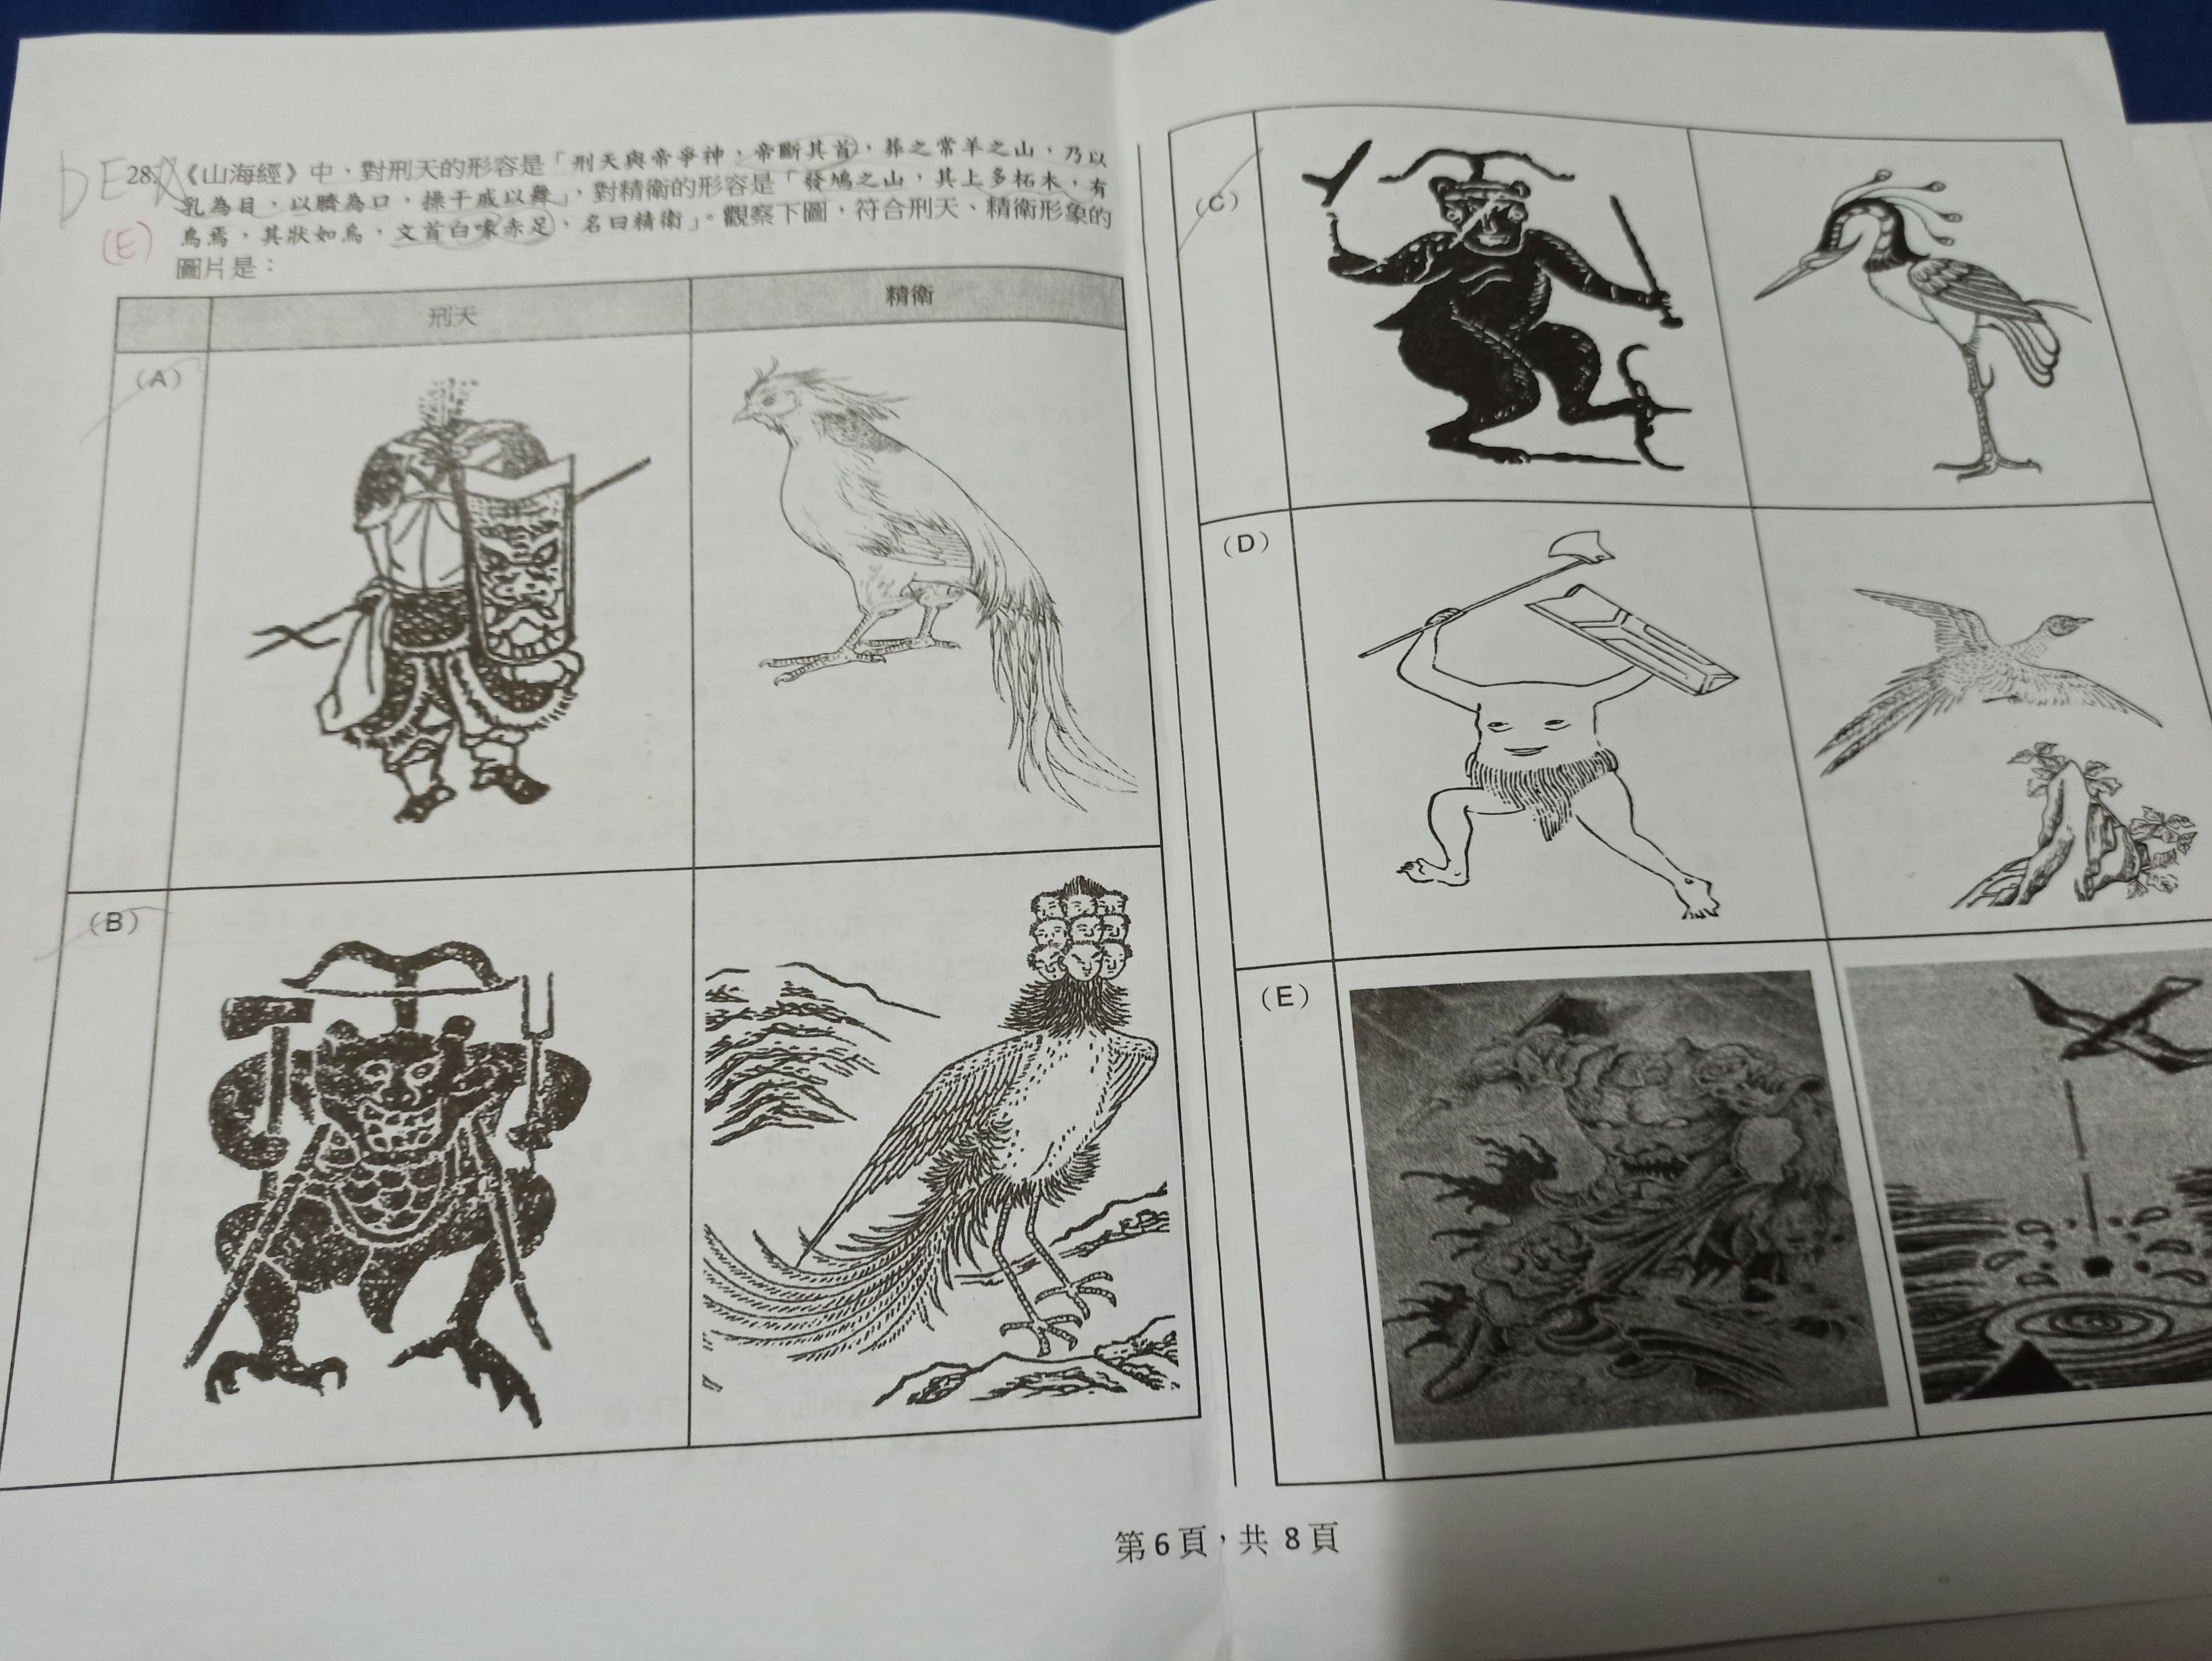 DE
28.《山海經》中，對刑天的形容是「刑天與帝爭神，帝斷其首，葬之常羊之山，乃以
乳為目，以臍為口，操干戚以舞」，對精衛的形容是「發鳩之山，其上多柘木，有
鳥焉，其狀如烏，文首白喙赤足，名曰精衛」。觀察下圖，符合刑天、精衛形象的
(E)
圖片是：
刑天
精衛
（A）
（B）
（C）
（D）
（E）
第6頁，共 8頁